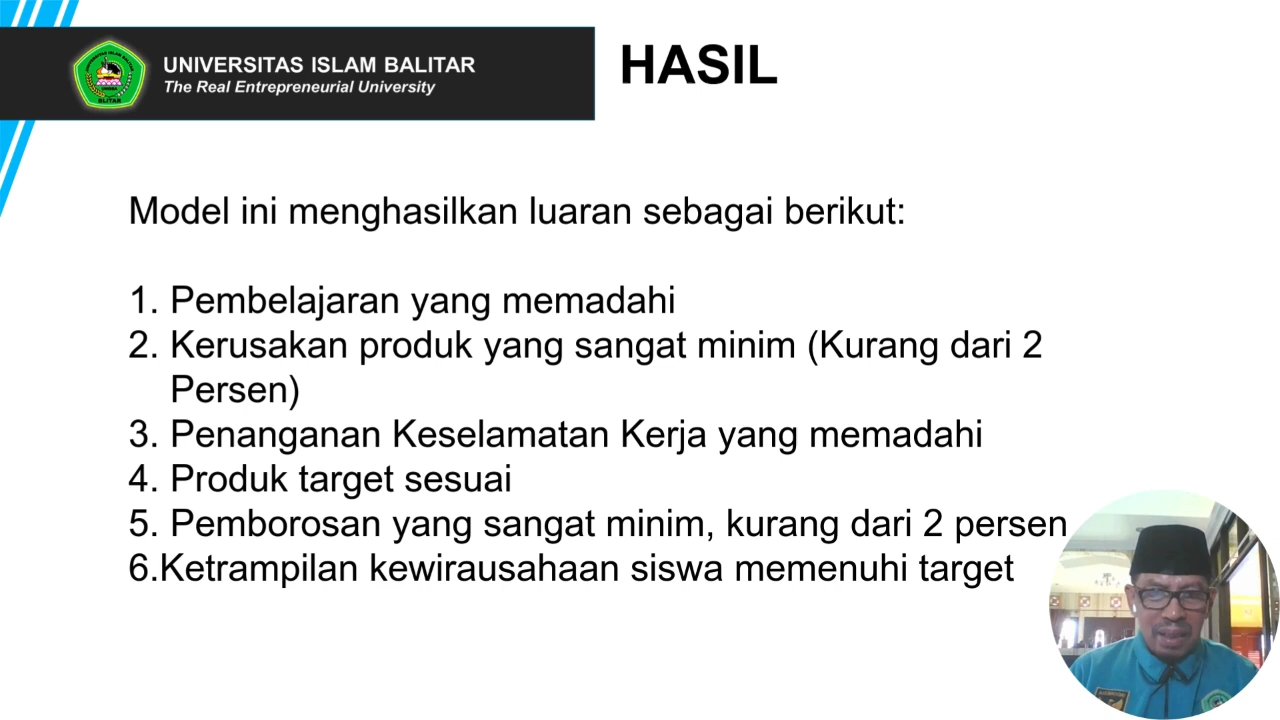 UNIVERSITAS ISLAM BALITAR
The Real Entrepreneurial University
HASIL
BLITAR
Model ini menghasilkan luaran sebagai berikut:
1. Pembelajaran yang memadahi
2. Kerusakan produk yang sangat minim (Kurang dari 2
Persen)
3. Penanganan Keselamatan Kerja yang memadahi
4. Produk target sesuai
5. Pemborosan yang sangat minim, kurang dari 2 persen
6.Ketrampilan kewirausahaan siswa memenuhi target